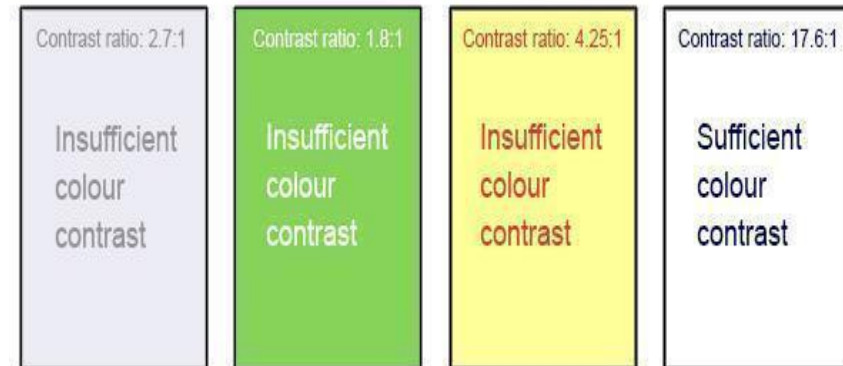 Contrast ratio: 2.7:1
Insufficient
colour
contrast
Contrast ratio: 1.8:1
Insufficient
colour
contrast
Contrast ratio: 4.25:1
Insufficient
colour
contrast
Contrast ratio: 17.6:1
Sufficient
colour
contrast